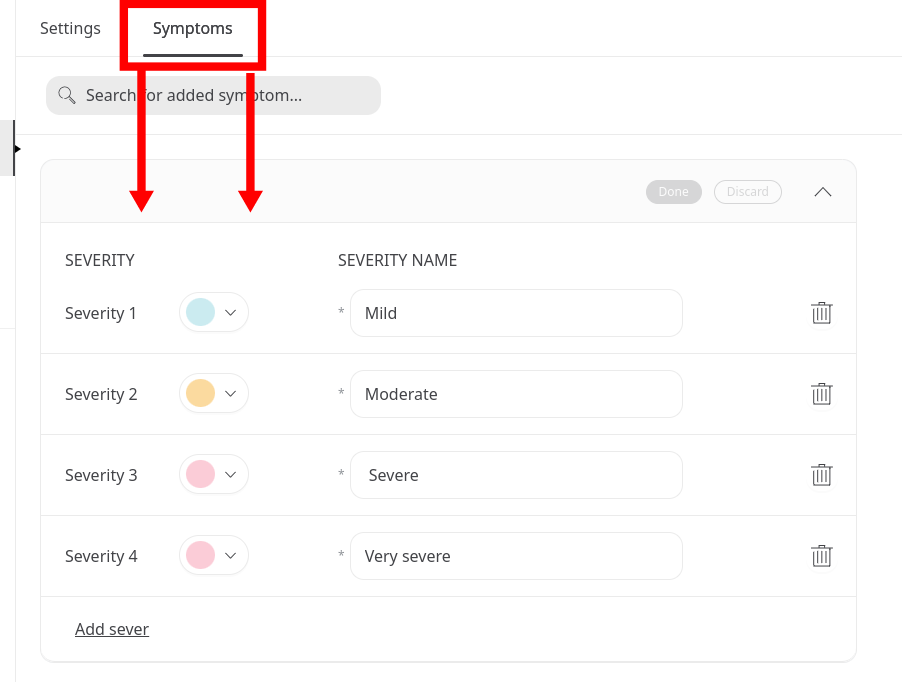 Settings Symptoms
Search for added symptom...
Done Discard
SEVERITY SEVERITY NAME
Severity 1 * Mild
Severity 2 * Moderate
Severity 3 * Severe
Severity 4 * Very severe
Add sever